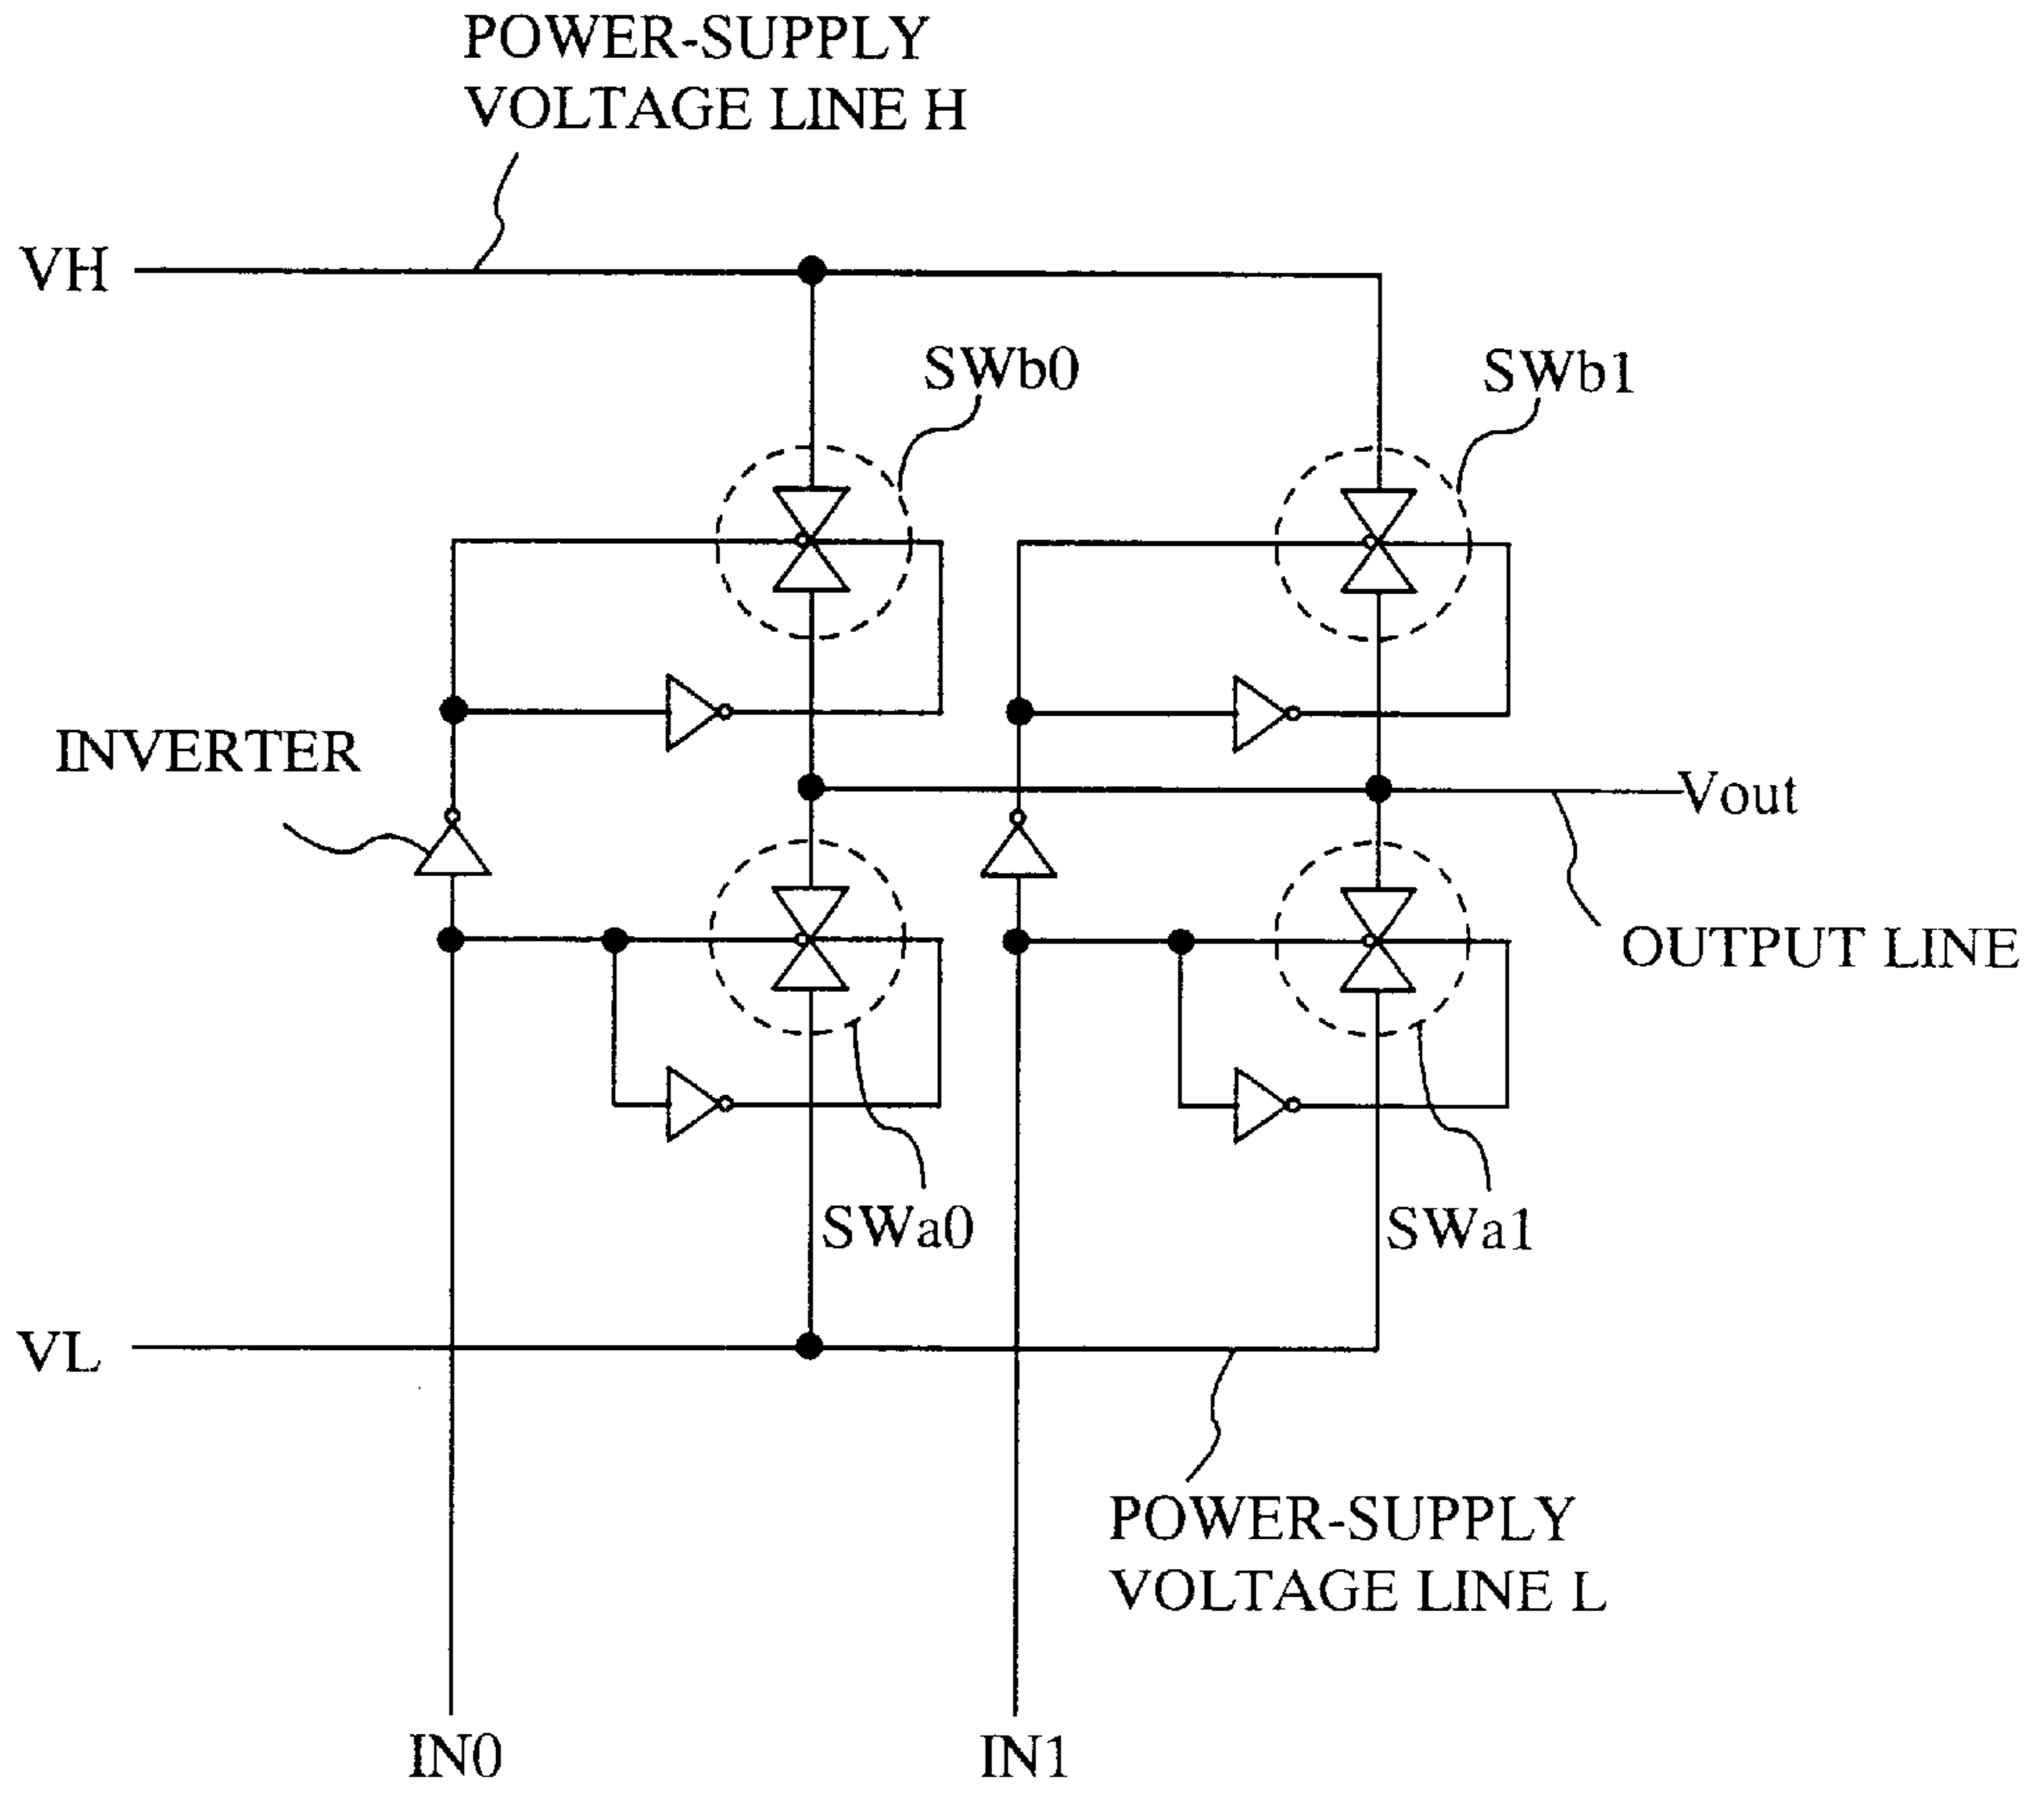 POWER-SUPPLY
VOLTAGE LINE H
VH
SWb0
SWb1
INVERTER
Vout
OUTPUT LINE
SWa0
SWa1
VL
POWER-SUPPLY
VOLTAGE LINE L
IN0
IN1